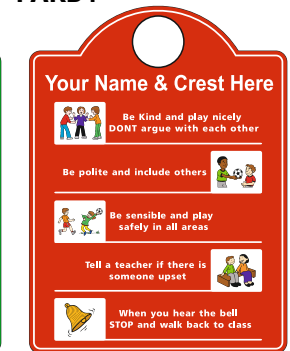 Your Name & Crest Here
Be Kind and play nicely
DONT argue with each other
Be polite and include others
Be sensible and play
safely in all areas
Tell a teacher if there is
someone upset
When you hear the bell
STOP and walk back to class